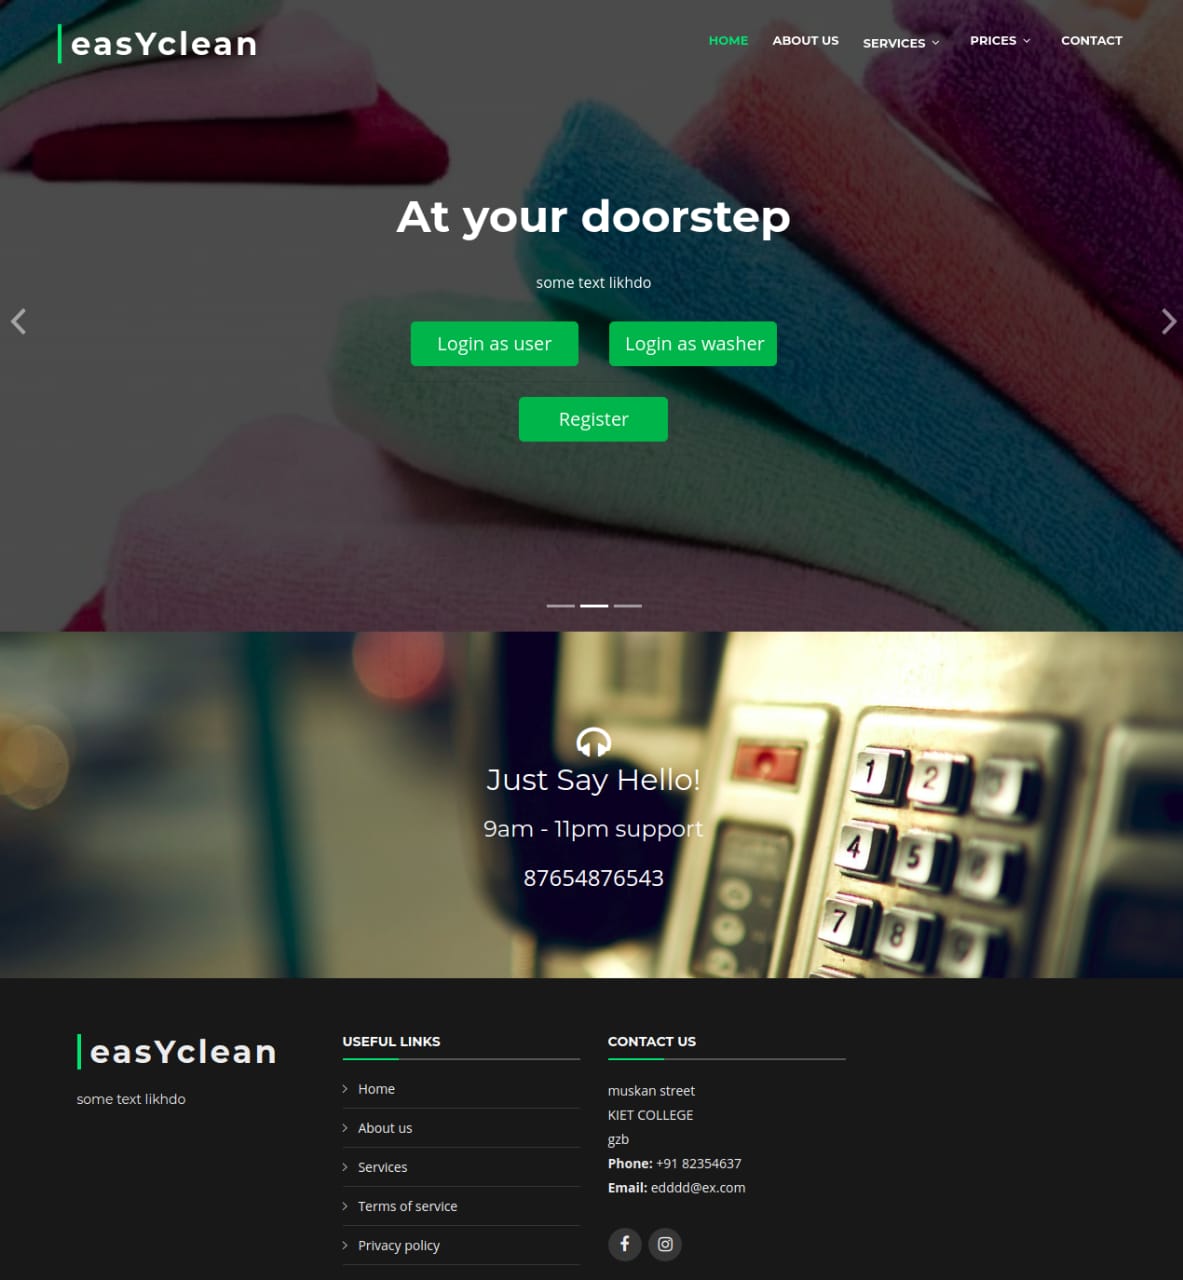 easYclean
HOME ABOUT US SERVICES PRICES CONTACT
At your doorstep
some text likhdo
Login as user Login as washer
Register
Just Say Hello!
9am - 11pm support
87654876543
1 2
4 5
7 8
easYclean
some text likhdo
USEFUL LINKS
Home
About us
Services
Terms of service
Privacy policy
CONTACT US
muskan street
KIET COLLEGE
gzb
Phone: +91 82354637
Email: edddd@ex.com